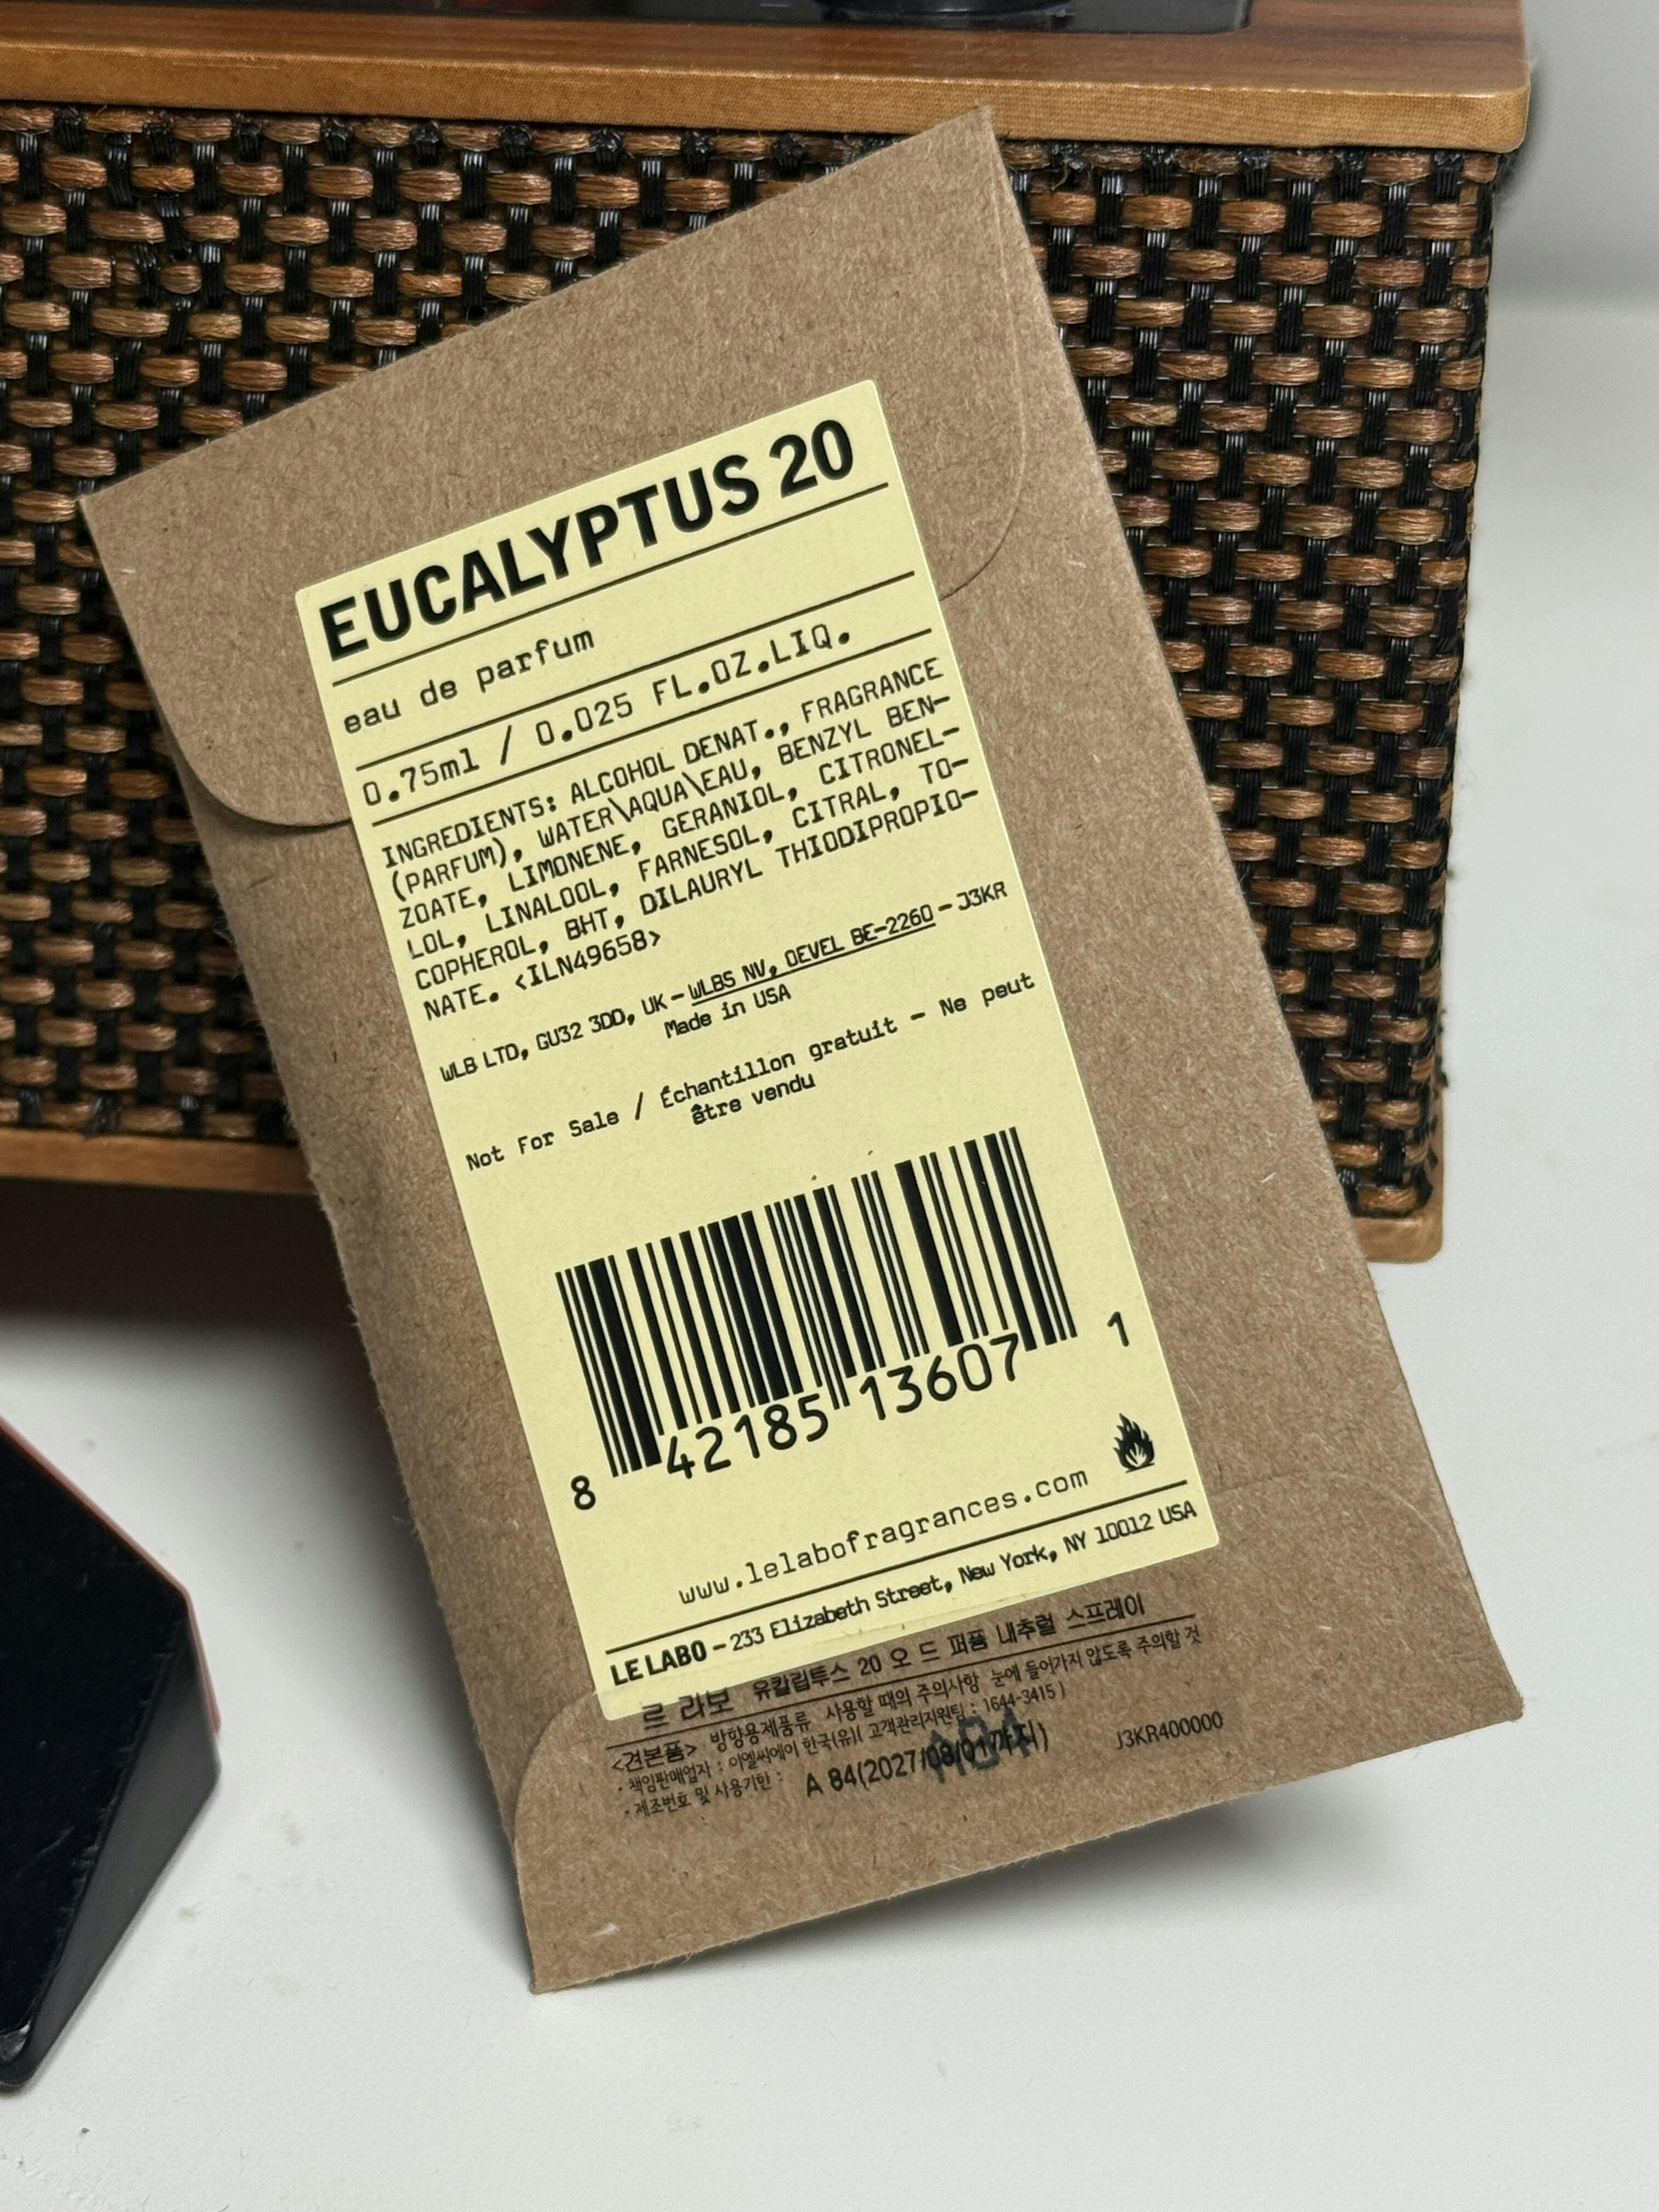 EUCALYPTUS 20
eau de parfum
0.75ml / 0.025 FL.OZ.LIQ.
INGREDIENTS: ALCOHOL DENAT., FRAGRANCE
(PARFUM), WATER\AQUA\EAU, BENZYL BEN-
ZOATE, LIMONENE, GERANIOL, CITRONEL-
LOL, LINALOOL, FARNESOL, CITRAL, TO-
COPHEROL, BHT, DILAURYL THIODIPROPIO-
NATE. <ILN49658>
WLB LTD, GU32 3DD, UK - WLBS NV, OEVEL BE-2260 - J3KR
Made in USA
Not For Sale / Échantillon gratuit - Ne peut
être vendu
8 42185 13607 1
www.lelabofragrances.com
LE LABO - 233 Elizabeth Street, New York, NY 10012 USA
르 라보 유칼립투스 20 오 드 퍼퓸 내추럴 스프레이
<견본품> 방향용제품류 사용할 때의 주의사항 눈에 들어가지 않도록 주의할 것
· 책임판매업자 : 이엘씨에이 한국(유)( 고객관리지원팀 : 1644-3415 )
· 제조번호 및 사용기한 : A 84(2027/08/01까지) J3KR400000